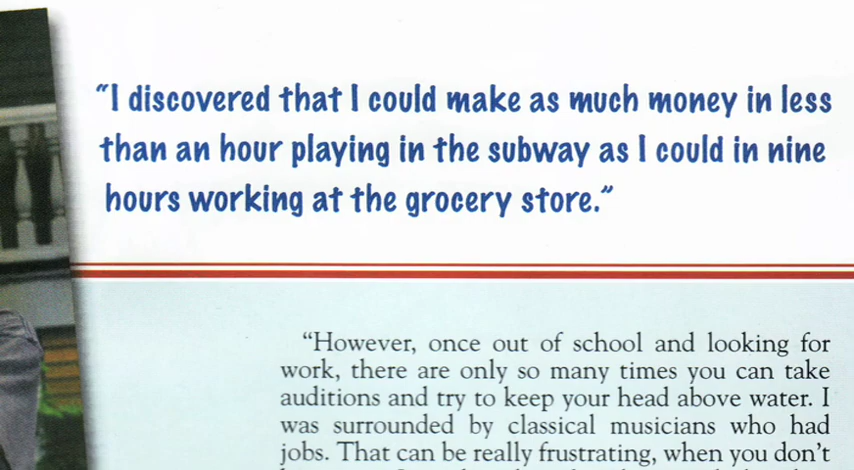 “I discovered that I could make as much money in less
than an hour playing in the subway as I could in nine
hours working at the grocery store.”
“However, once out of school and looking for
work, there are only so many times you can take
auditions and try to keep your head above water. I
was surrounded by classical musicians who had
jobs. That can be really frustrating, when you don’t